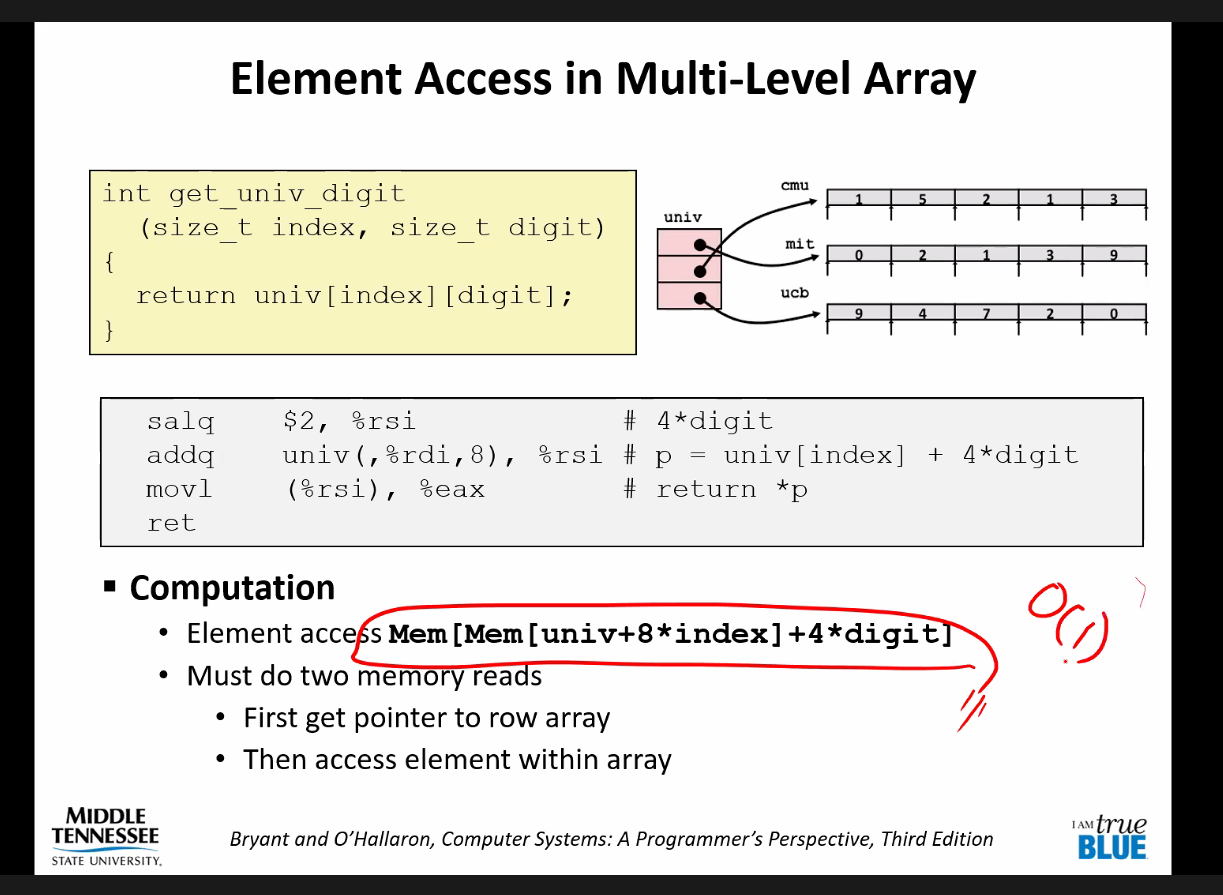 Element Access in Multi-Level Array
int get_univ_digit
(size_t index, size_t digit)
{
return univ[index][digit];
}
univ
cmu
1 5 2 1 3
mit
0 2 1 3 9
ucb
9 4 7 2 0
salq $2, %rsi # 4*digit
addq univ(,%rdi,8), %rsi # p = univ[index] + 4*digit
movl (%rsi), %eax # return *p
ret
▪ Computation
• Element access Mem[Mem[univ+8*index]+4*digit]
O(1)
• Must do two memory reads
• First get pointer to row array
• Then access element within array
MIDDLE
TENNESSEE
STATE UNIVERSITY.
Bryant and O'Hallaron, Computer Systems: A Programmer's Perspective, Third Edition
I AM true
BLUE